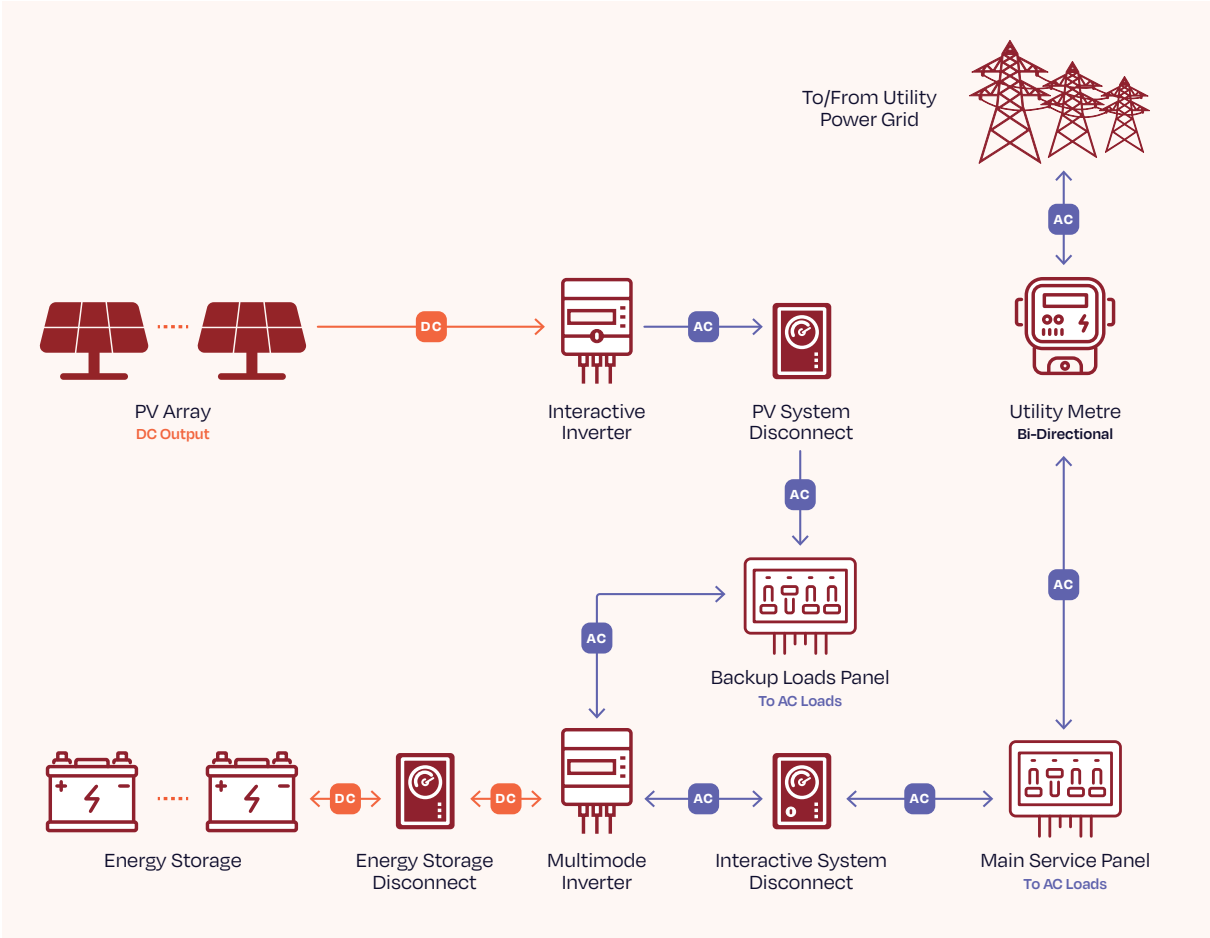 To/From Utility
Power Grid
AC
DC
AC
PV Array
DC Output
Interactive
Inverter
PV System
Disconnect
Utility Metre
Bi-Directional
AC
AC
AC
Backup Loads Panel
To AC Loads
DC
DC
AC
AC
Energy Storage
Energy Storage
Disconnect
Multimode
Inverter
Interactive System
Disconnect
Main Service Panel
To AC Loads